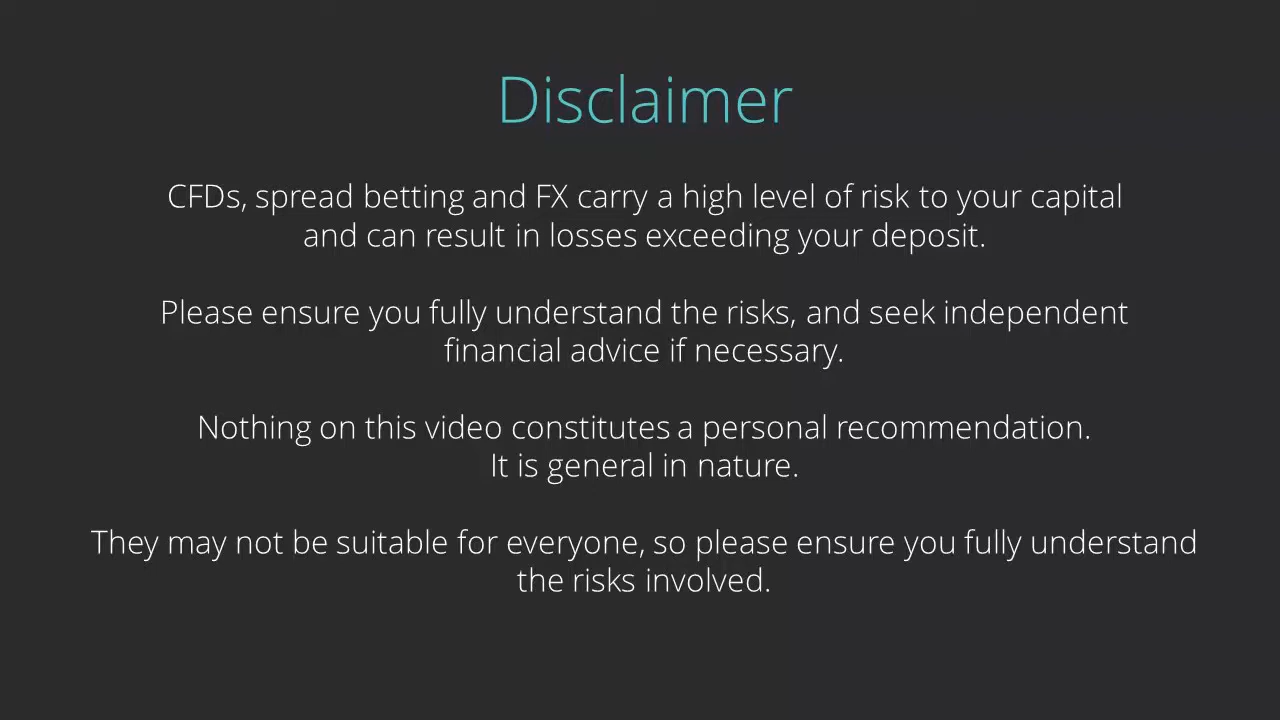 Disclaimer
CFDs, spread betting and FX carry a high level of risk to your capital
and can result in losses exceeding your deposit.
Please ensure you fully understand the risks, and seek independent
financial advice if necessary.
Nothing on this video constitutes a personal recommendation.
It is general in nature.
They may not be suitable for everyone, so please ensure you fully understand
the risks involved.